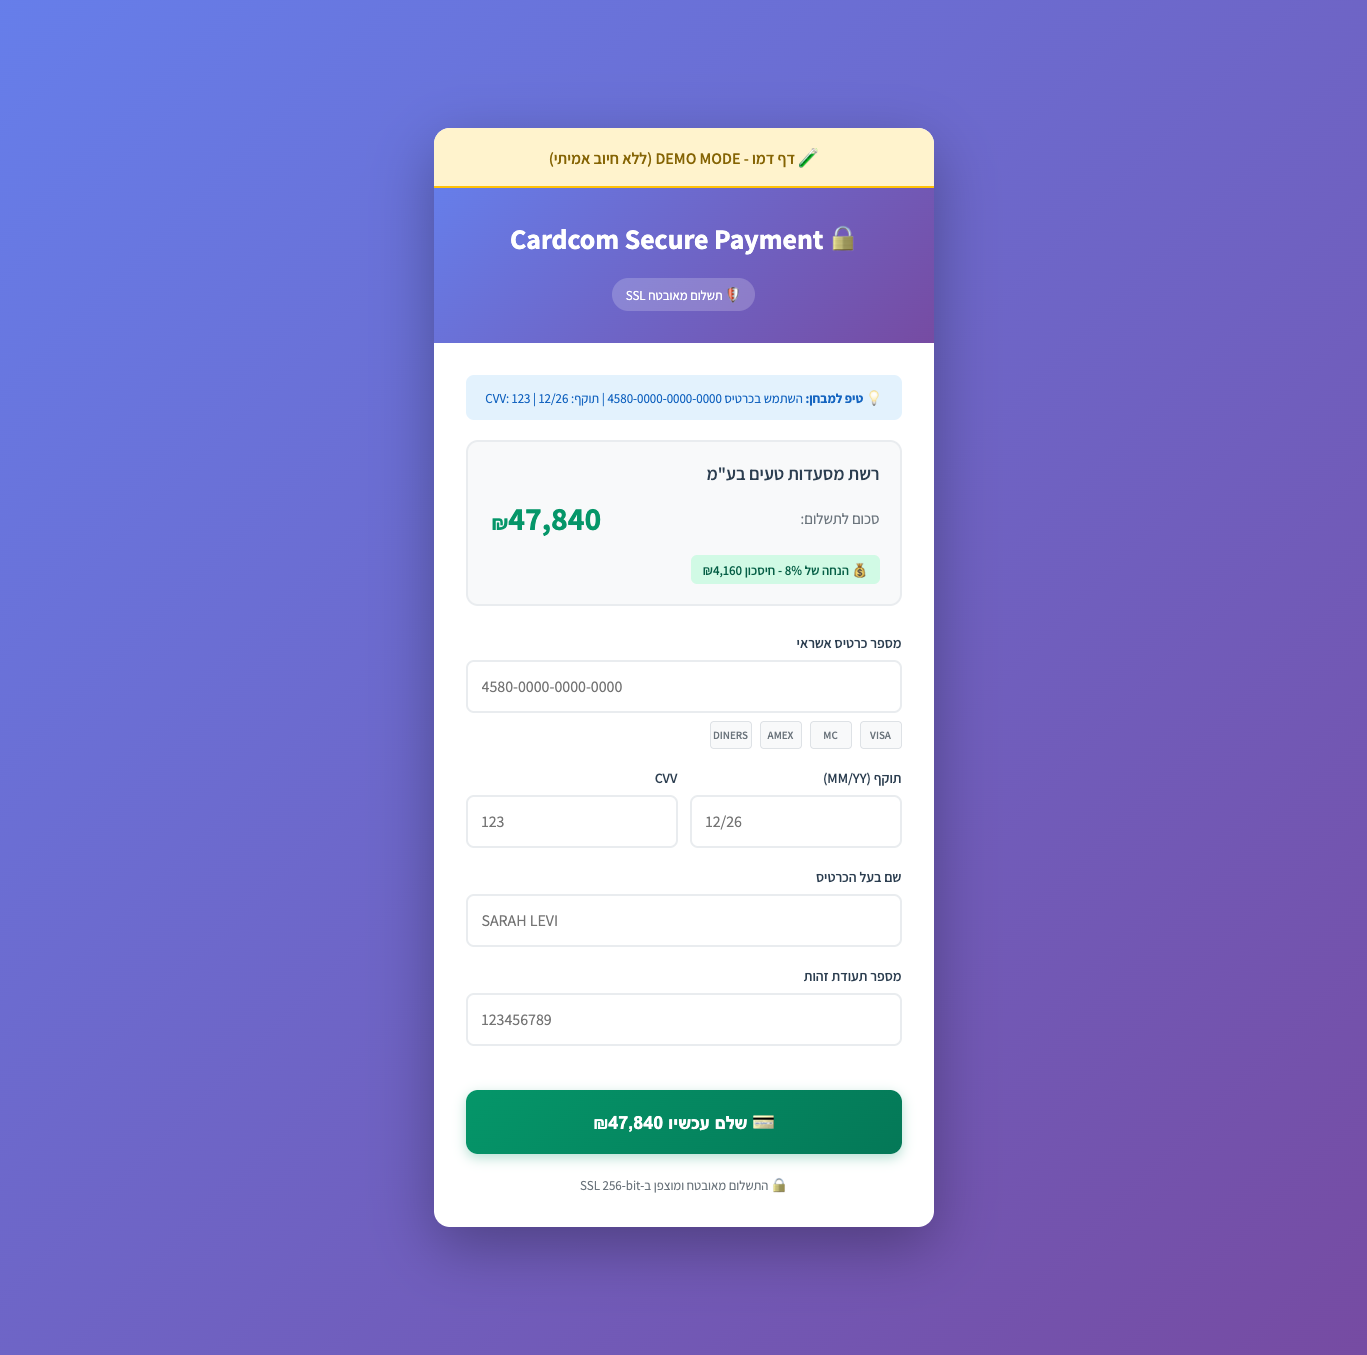 🧪 דף דמו - DEMO MODE (ללא חיוב אמיתי)
🔒 Cardcom Secure Payment
תשלום מאובטח SSL
💡 טיפ למבחן: השתמש בכרטיס 4580-0000-0000-0000 | תוקף: 12/26 | CVV: 123
רשת מסעדות טעים בע"מ
סכום לתשלום: ₪47,840
💰 הנחה של 8% - חיסכון ₪4,160
מספר כרטיס אשראי
4580-0000-0000-0000
VISA MC AMEX DINERS
תוקף (MM/YY) CVV
12/26 123
שם בעל הכרטיס
SARAH LEVI
מספר תעודת זהות
123456789
💳 שלם עכשיו ₪47,840
🔒 התשלום מאובטח ומוצפן ב-SSL 256-bit